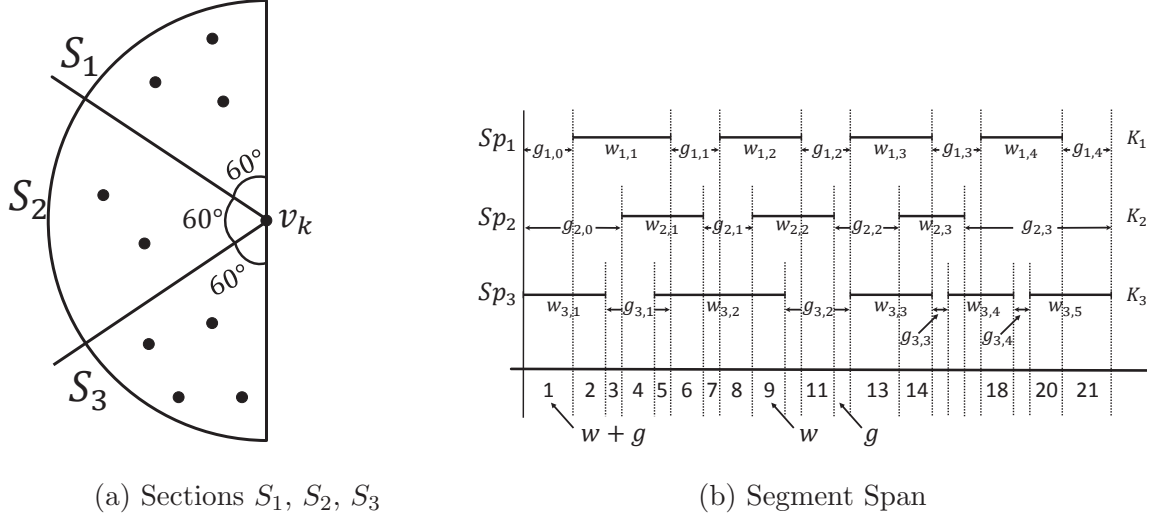 S₁
60°
S₂
60°
v_k
60°
S₃
(a) Sections S₁, S₂, S₃
Sp₁ g₁,₀ w₁,₁ g₁,₁ w₁,₂ g₁,₂ w₁,₃ g₁,₃ w₁,₄ g₁,₄ K₁
Sp₂ g₂,₀ w₂,₁ g₂,₁ w₂,₂ g₂,₂ w₂,₃ g₂,₃ K₂
Sp₃ w₃,₁ g₃,₁ w₃,₂ g₃,₂ w₃,₃ w₃,₄ w₃,₅ K₃
g₃,₃ g₃,₄
1 2 3 4 5 6 7 8 9 11 13 14 18 20 21
w + g w g
(b) Segment Span